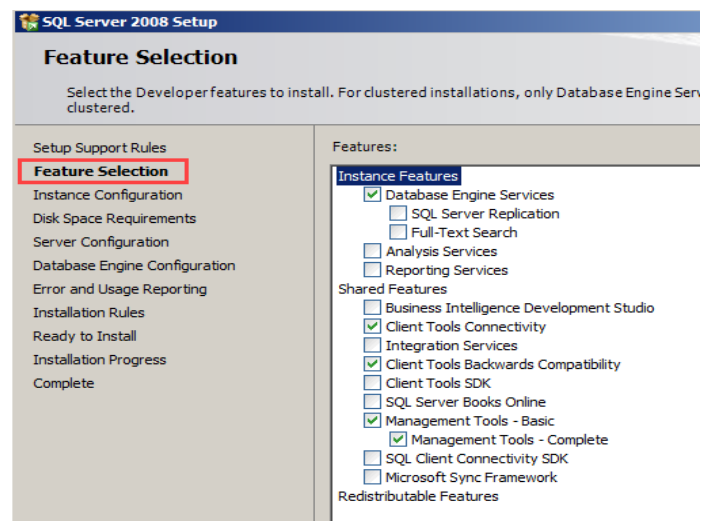 SQL Server 2008 Setup
Feature Selection
Select the Developer features to install. For clustered installations, only Database Engine Serv
clustered.
Setup Support Rules
Feature Selection
Instance Configuration
Disk Space Requirements
Server Configuration
Database Engine Configuration
Error and Usage Reporting
Installation Rules
Ready to Install
Installation Progress
Complete
Features:
Instance Features
Database Engine Services
SQL Server Replication
Full-Text Search
Analysis Services
Reporting Services
Shared Features
Business Intelligence Development Studio
Client Tools Connectivity
Integration Services
Client Tools Backwards Compatibility
Client Tools SDK
SQL Server Books Online
Management Tools - Basic
Management Tools - Complete
SQL Client Connectivity SDK
Microsoft Sync Framework
Redistributable Features